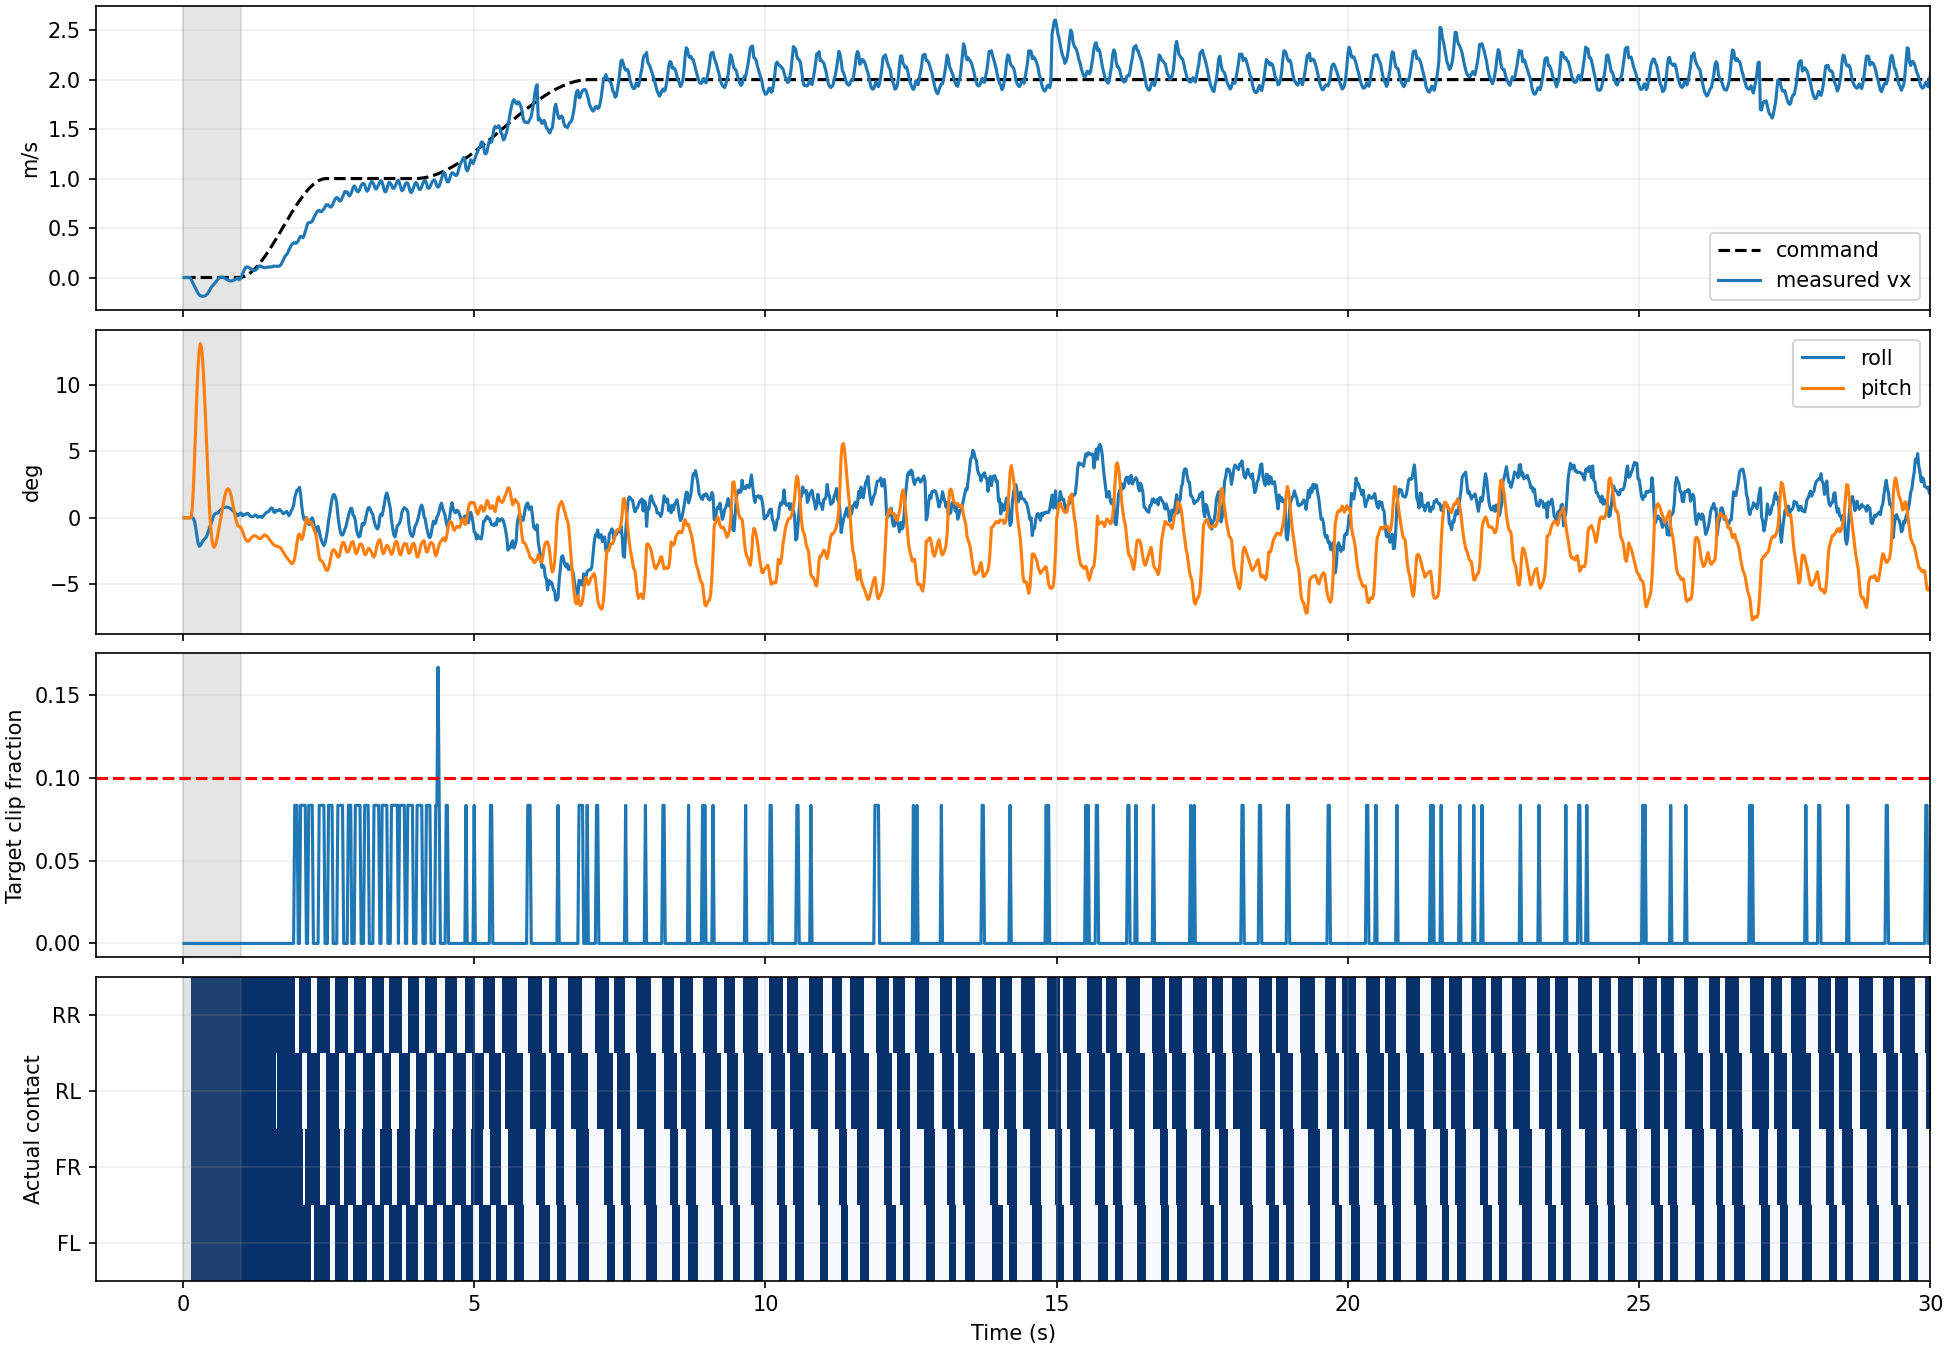 2.5
2.0
1.5
1.0
0.5
0.0
m/s
command
measured vx
10
5
0
−5
deg
roll
pitch
0.15
0.10
0.05
0.00
Target clip fraction
RR
RL
FR
FL
Actual contact
0 5 10 15 20 25 30
Time (s)